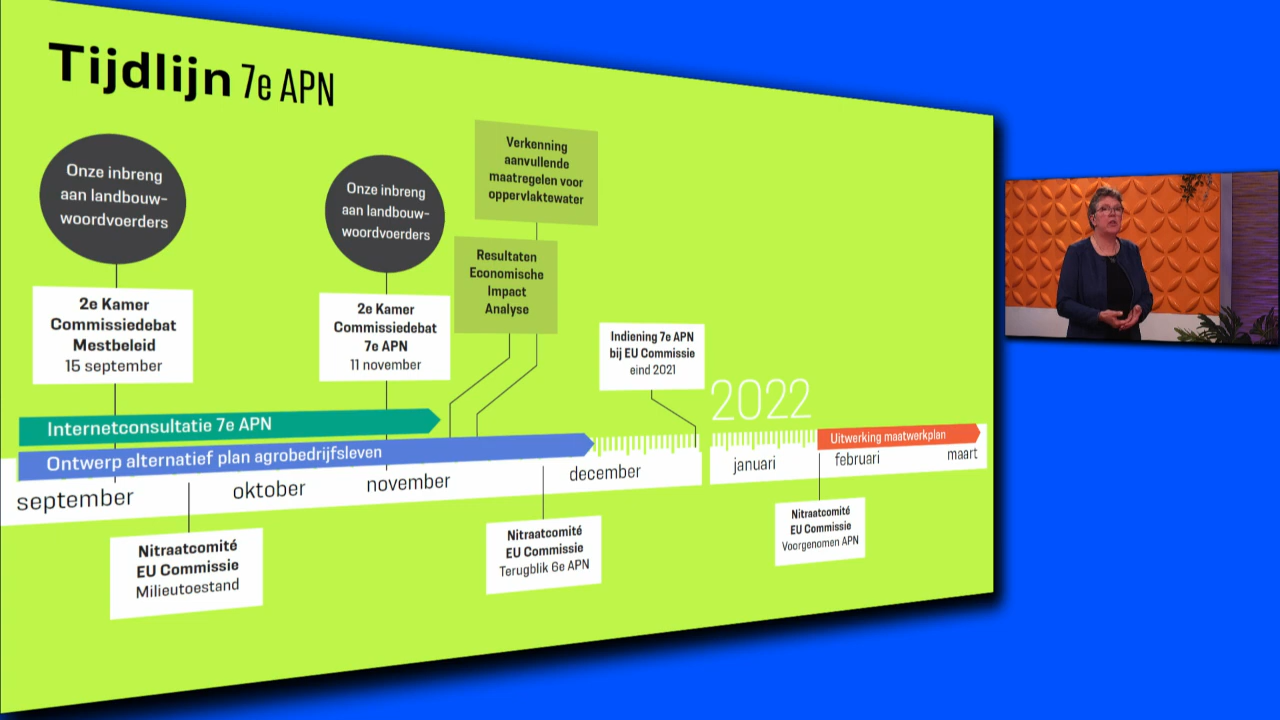 Tijdlijn 7e APN
Onze inbreng
aan landbouw-
woordvoerders
Onze inbreng
aan landbouw-
woordvoerders
Verkenning
aanvullende
maatregelen voor
oppervlaktewater
Resultaten
Economische
Impact
Analyse
2e Kamer
Commissiedebat
Mestbeleid
15 september
2e Kamer
Commissiedebat
7e APN
11 november
Indiening 7e APN
bij EU Commissie
eind 2021
2022
Internetconsultatie 7e APN
Ontwerp alternatief plan agrobedrijfsleven
Uitwerking maatwerkplan
september
oktober
november
december
januari
februari
maart
Nitraatcomité
EU Commissie
Milieutoestand
Nitraatcomité
EU Commissie
Terugblik 6e APN
Nitraatcomité
EU Commissie
Voorgenomen APN